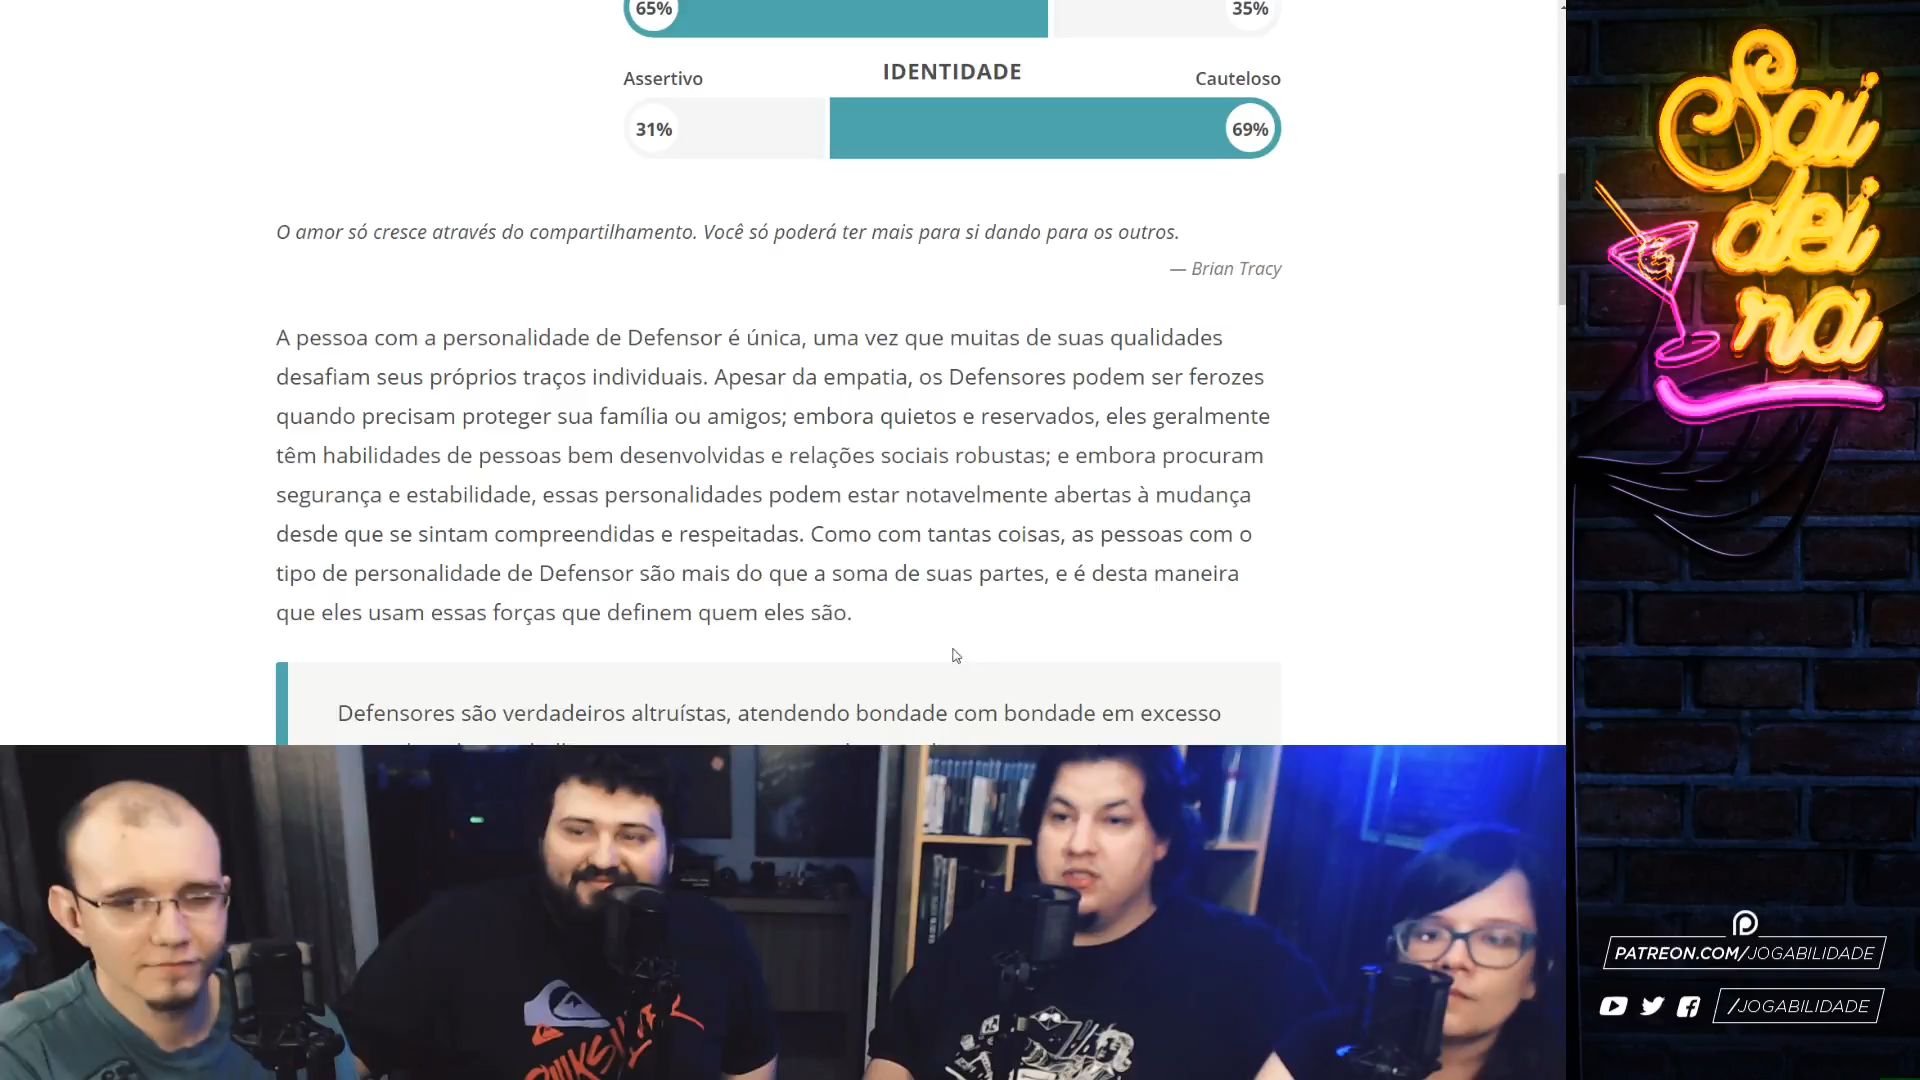 65%
35%
Assertivo
IDENTIDADE
Cauteloso
31%
69%
O amor só cresce através do compartilhamento. Você só poderá ter mais para si dando para os outros.
— Brian Tracy
A pessoa com a personalidade de Defensor é única, uma vez que muitas de suas qualidades
desafiam seus próprios traços individuais. Apesar da empatia, os Defensores podem ser ferozes
quando precisam proteger sua família ou amigos; embora quietos e reservados, eles geralmente
têm habilidades de pessoas bem desenvolvidas e relações sociais robustas; e embora procuram
segurança e estabilidade, essas personalidades podem estar notavelmente abertas à mudança
desde que se sintam compreendidas e respeitadas. Como com tantas coisas, as pessoas com o
tipo de personalidade de Defensor são mais do que a soma de suas partes, e é desta maneira
que eles usam essas forças que definem quem eles são.
Defensores são verdadeiros altruístas, atendendo bondade com bondade em excesso
Sai
dei
ra
PATREON.COM/JOGABILIDADE
/JOGABILIDADE